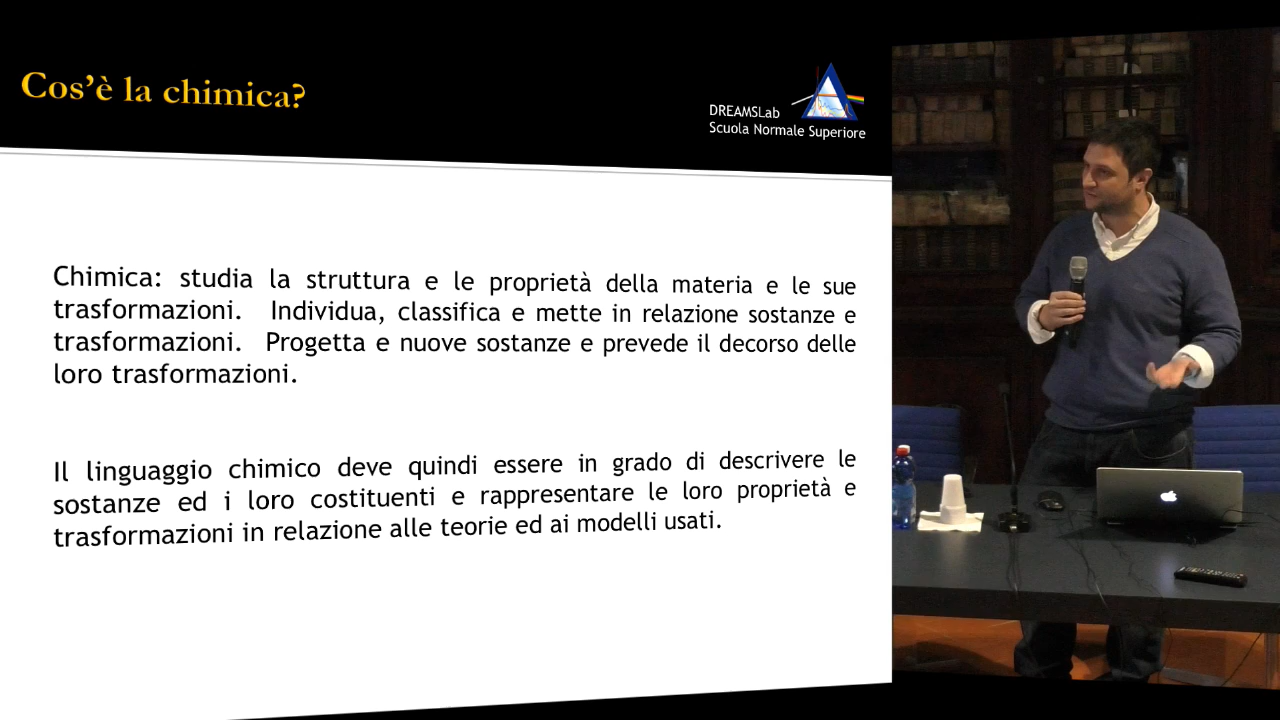 Cos'è la chimica?
DREAMSLab
Scuola Normale Superiore
Chimica: studia la struttura e le proprietà della materia e le sue
trasformazioni. Individua, classifica e mette in relazione sostanze e
trasformazioni. Progetta e nuove sostanze e prevede il decorso delle
loro trasformazioni.
Il linguaggio chimico deve quindi essere in grado di descrivere le
sostanze ed i loro costituenti e rappresentare le loro proprietà e
trasformazioni in relazione alle teorie ed ai modelli usati.